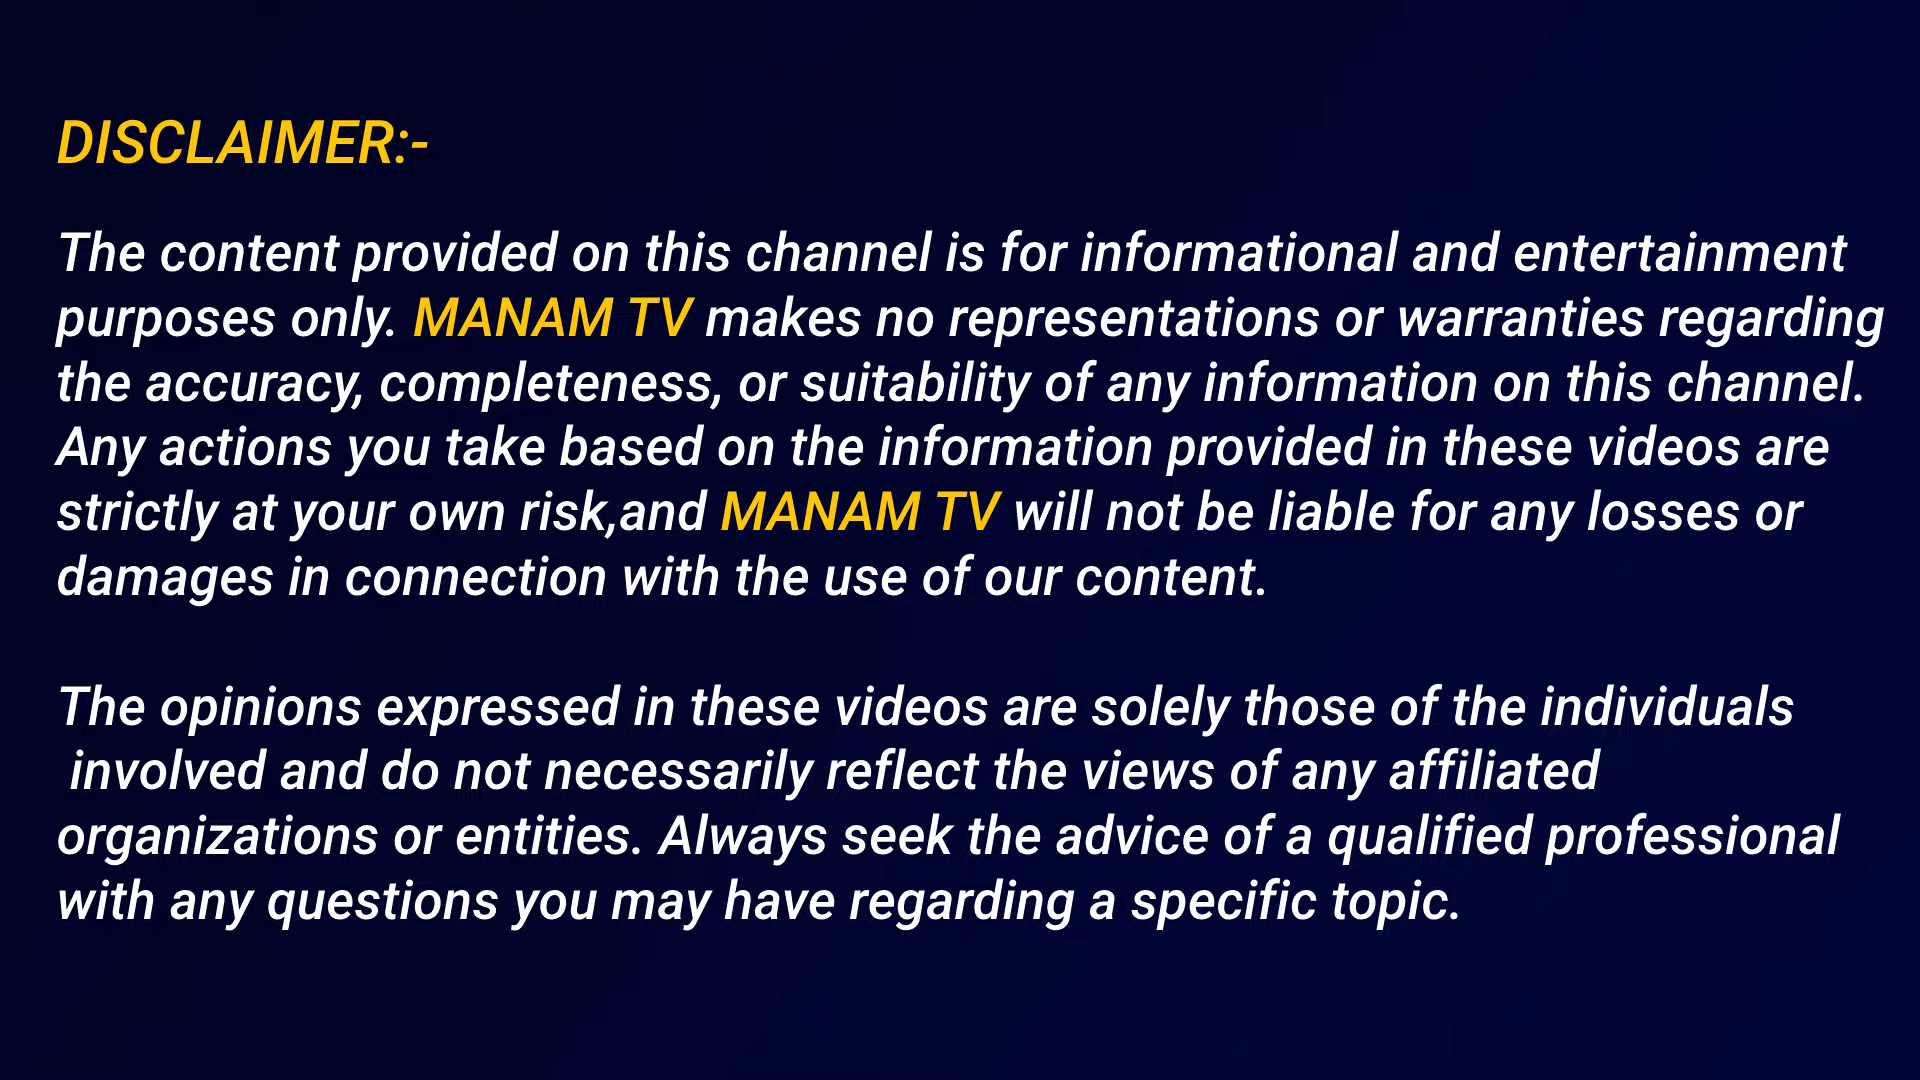 DISCLAIMER:-
The content provided on this channel is for informational and entertainment
purposes only. MANAM TV makes no representations or warranties regarding
the accuracy, completeness, or suitability of any information on this channel.
Any actions you take based on the information provided in these videos are
strictly at your own risk,and MANAM TV will not be liable for any losses or
damages in connection with the use of our content.
The opinions expressed in these videos are solely those of the individuals
involved and do not necessarily reflect the views of any affiliated
organizations or entities. Always seek the advice of a qualified professional
with any questions you may have regarding a specific topic.